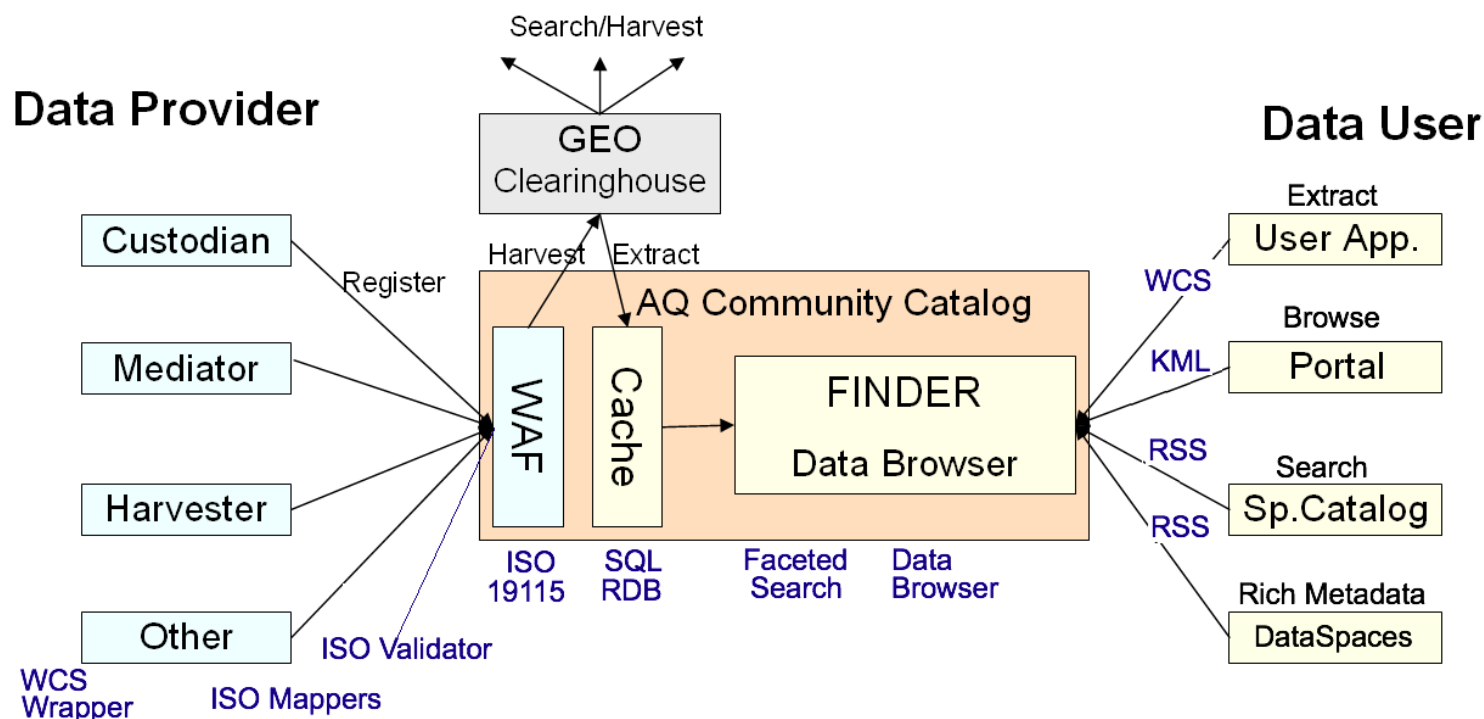 Search/Harvest
Data Provider
GEO
Clearinghouse
Data User
Custodian
Register
Harvest
Extract
Extract
User App.
WCS
AQ Community Catalog
Mediator
WAF
Cache
FINDER
Data Browser
Browse
KML
Portal
Harvester
RSS
Search
Sp.Catalog
RSS
ISO
19115
SQL
RDB
Faceted
Search
Data
Browser
Rich Metadata
DataSpaces
Other
ISO Validator
WCS
Wrapper
ISO Mappers